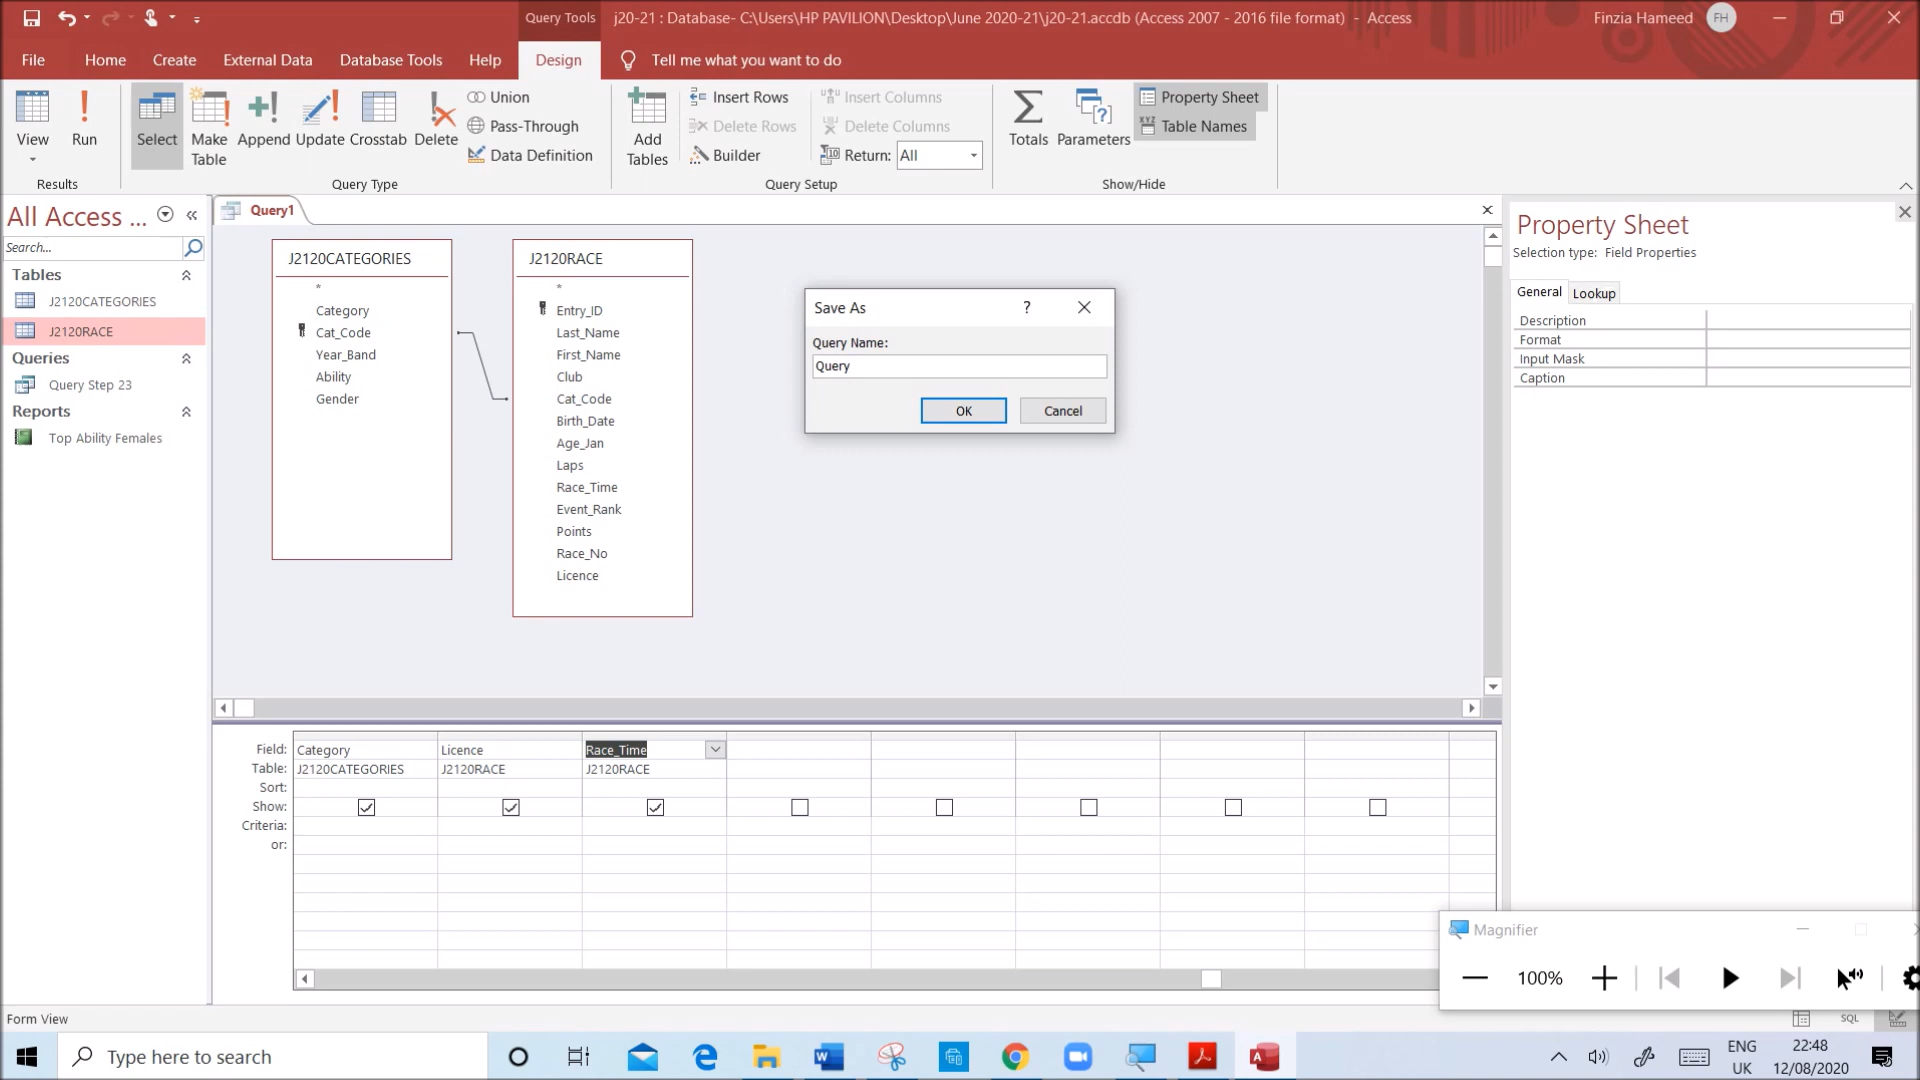 Query Tools
j20-21 : Database- C:\Users\HP PAVILION\Desktop\June 2020-21\j20-21.accdb (Access 2007 - 2016 file format) - Access
Finzia Hameed
FH
File
Home
Create
External Data
Database Tools
Help
Design
Tell me what you want to do
View
Run
Select
Make Table
Append
Update
Crosstab
Delete
Union
Pass-Through
Data Definition
Add Tables
Insert Rows
Delete Rows
Builder
Insert Columns
Delete Columns
Return: All
Totals
Parameters
Property Sheet
Table Names
Results
Query Type
Query Setup
Show/Hide
All Access ...
Search...
Tables
J2120CATEGORIES
J2120RACE
Queries
Query Step 23
Reports
Top Ability Females
Query1
J2120CATEGORIES
*
Category
Cat_Code
Year_Band
Ability
Gender
J2120RACE
*
Entry_ID
Last_Name
First_Name
Club
Cat_Code
Birth_Date
Age_Jan
Laps
Race_Time
Event_Rank
Points
Race_No
Licence
Save As
?
Query Name:
Query
OK
Cancel
Property Sheet
Selection type: Field Properties
General
Lookup
Description
Format
Input Mask
Caption
Field: Category Licence Race_Time
Table: J2120CATEGORIES J2120RACE J2120RACE
Sort:
Show:
Criteria:
or:
Magnifier
100%
Form View
SQL
Type here to search
ENG
UK
22:48
12/08/2020